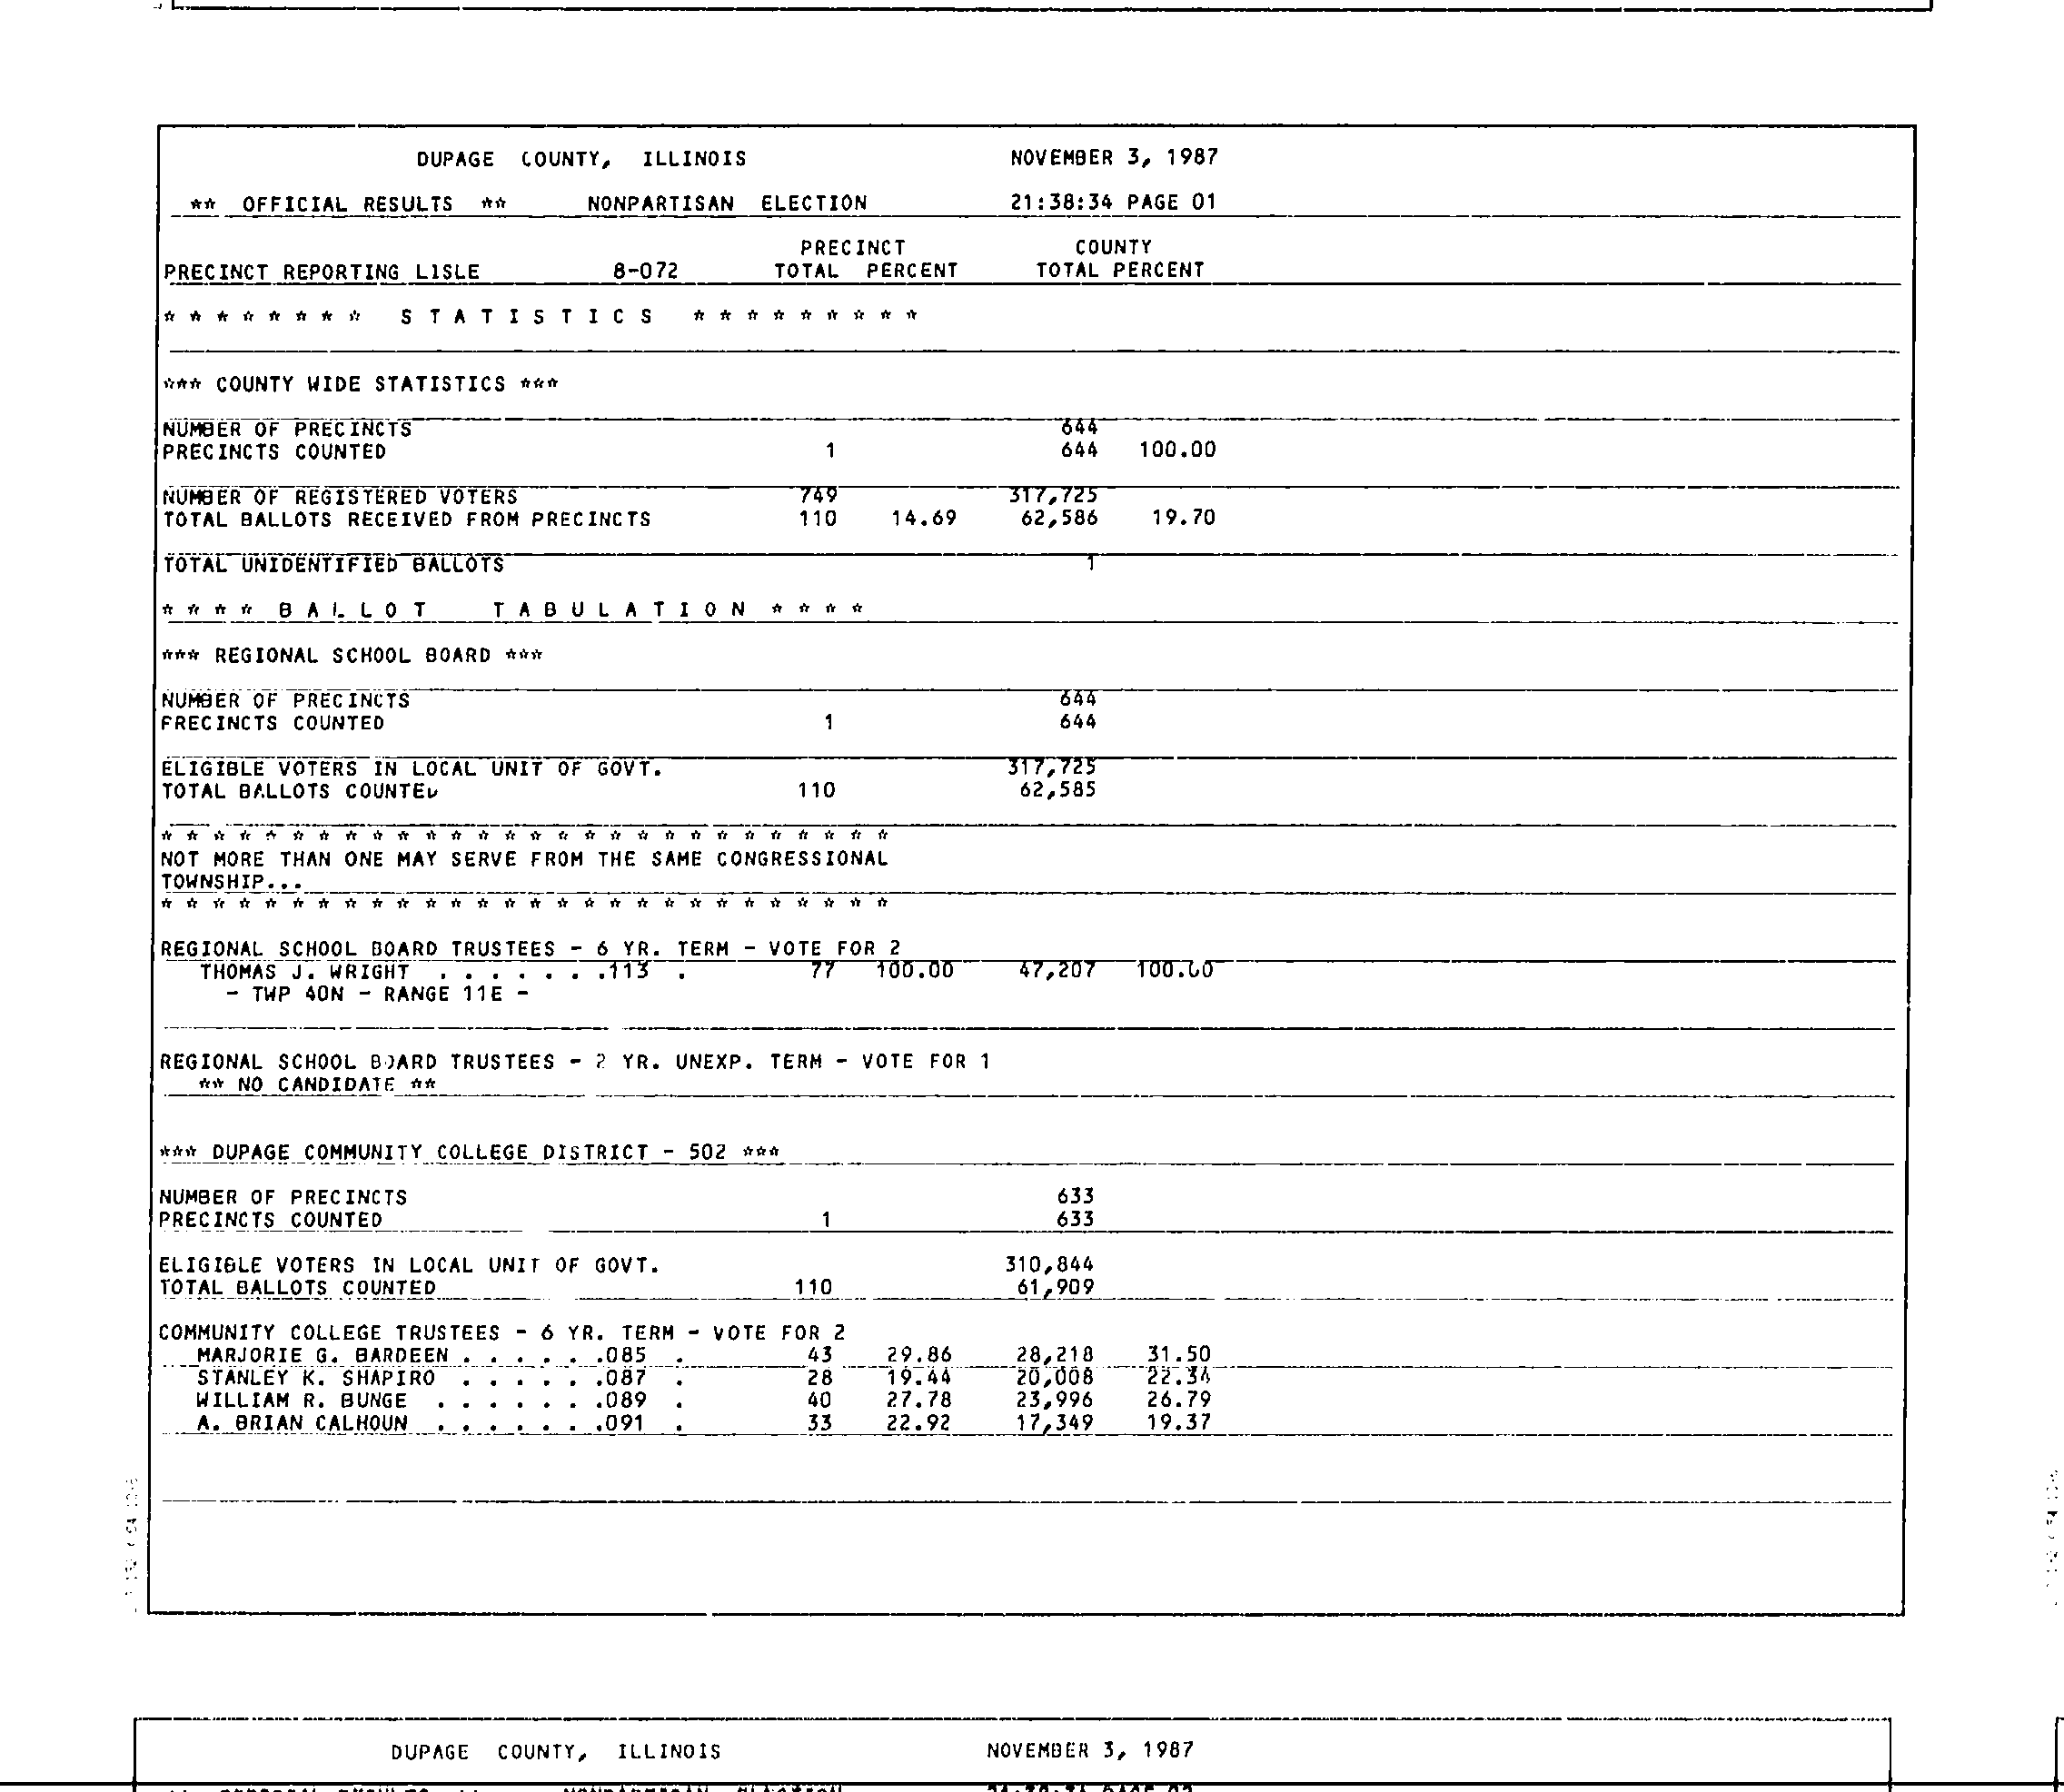 DUPAGE COUNTY, ILLINOIS NOVEMBER 3, 1987
** OFFICIAL RESULTS ** NONPARTISAN ELECTION 21:38:34 PAGE 01
PRECINCT COUNTY
PRECINCT REPORTING LISLE 8-072 TOTAL PERCENT TOTAL PERCENT
* * * * * * * * S T A T I S T I C S * * * * * * * * *
*** COUNTY WIDE STATISTICS ***
NUMBER OF PRECINCTS 644
PRECINCTS COUNTED 1 644 100.00
NUMBER OF REGISTERED VOTERS 749 317,725
TOTAL BALLOTS RECEIVED FROM PRECINCTS 110 14.69 62,586 19.70
TOTAL UNIDENTIFIED BALLOTS 1
* * * * B A L L O T T A B U L A T I O N * * * *
*** REGIONAL SCHOOL BOARD ***
NUMBER OF PRECINCTS 644
PRECINCTS COUNTED 1 644
ELIGIBLE VOTERS IN LOCAL UNIT OF GOVT. 317,725
TOTAL BALLOTS COUNTED 110 62,585
* * * * * * * * * * * * * * * * * * * * * * * * * * * *
NOT MORE THAN ONE MAY SERVE FROM THE SAME CONGRESSIONAL
TOWNSHIP...
* * * * * * * * * * * * * * * * * * * * * * * * * * * *
REGIONAL SCHOOL BOARD TRUSTEES - 6 YR. TERM - VOTE FOR 2
THOMAS J. WRIGHT . . . . . . .113 . 77 100.00 47,207 100.00
- TWP 40N - RANGE 11E -
REGIONAL SCHOOL BOARD TRUSTEES - 2 YR. UNEXP. TERM - VOTE FOR 1
** NO CANDIDATE **
*** DUPAGE COMMUNITY COLLEGE DISTRICT - 502 ***
NUMBER OF PRECINCTS 633
PRECINCTS COUNTED 1 633
ELIGIBLE VOTERS IN LOCAL UNIT OF GOVT. 310,844
TOTAL BALLOTS COUNTED 110 61,909
COMMUNITY COLLEGE TRUSTEES - 6 YR. TERM - VOTE FOR 2
MARJORIE G. BARDEEN . . . . . .085 . 43 29.86 28,218 31.50
STANLEY K. SHAPIRO . . . . . .087 . 28 19.44 20,008 22.34
WILLIAM R. BUNGE . . . . . . .089 . 40 27.78 23,996 26.79
A. BRIAN CALHOUN . . . . . . .091 . 33 22.92 17,349 19.37
DUPAGE COUNTY, ILLINOIS NOVEMBER 3, 1987